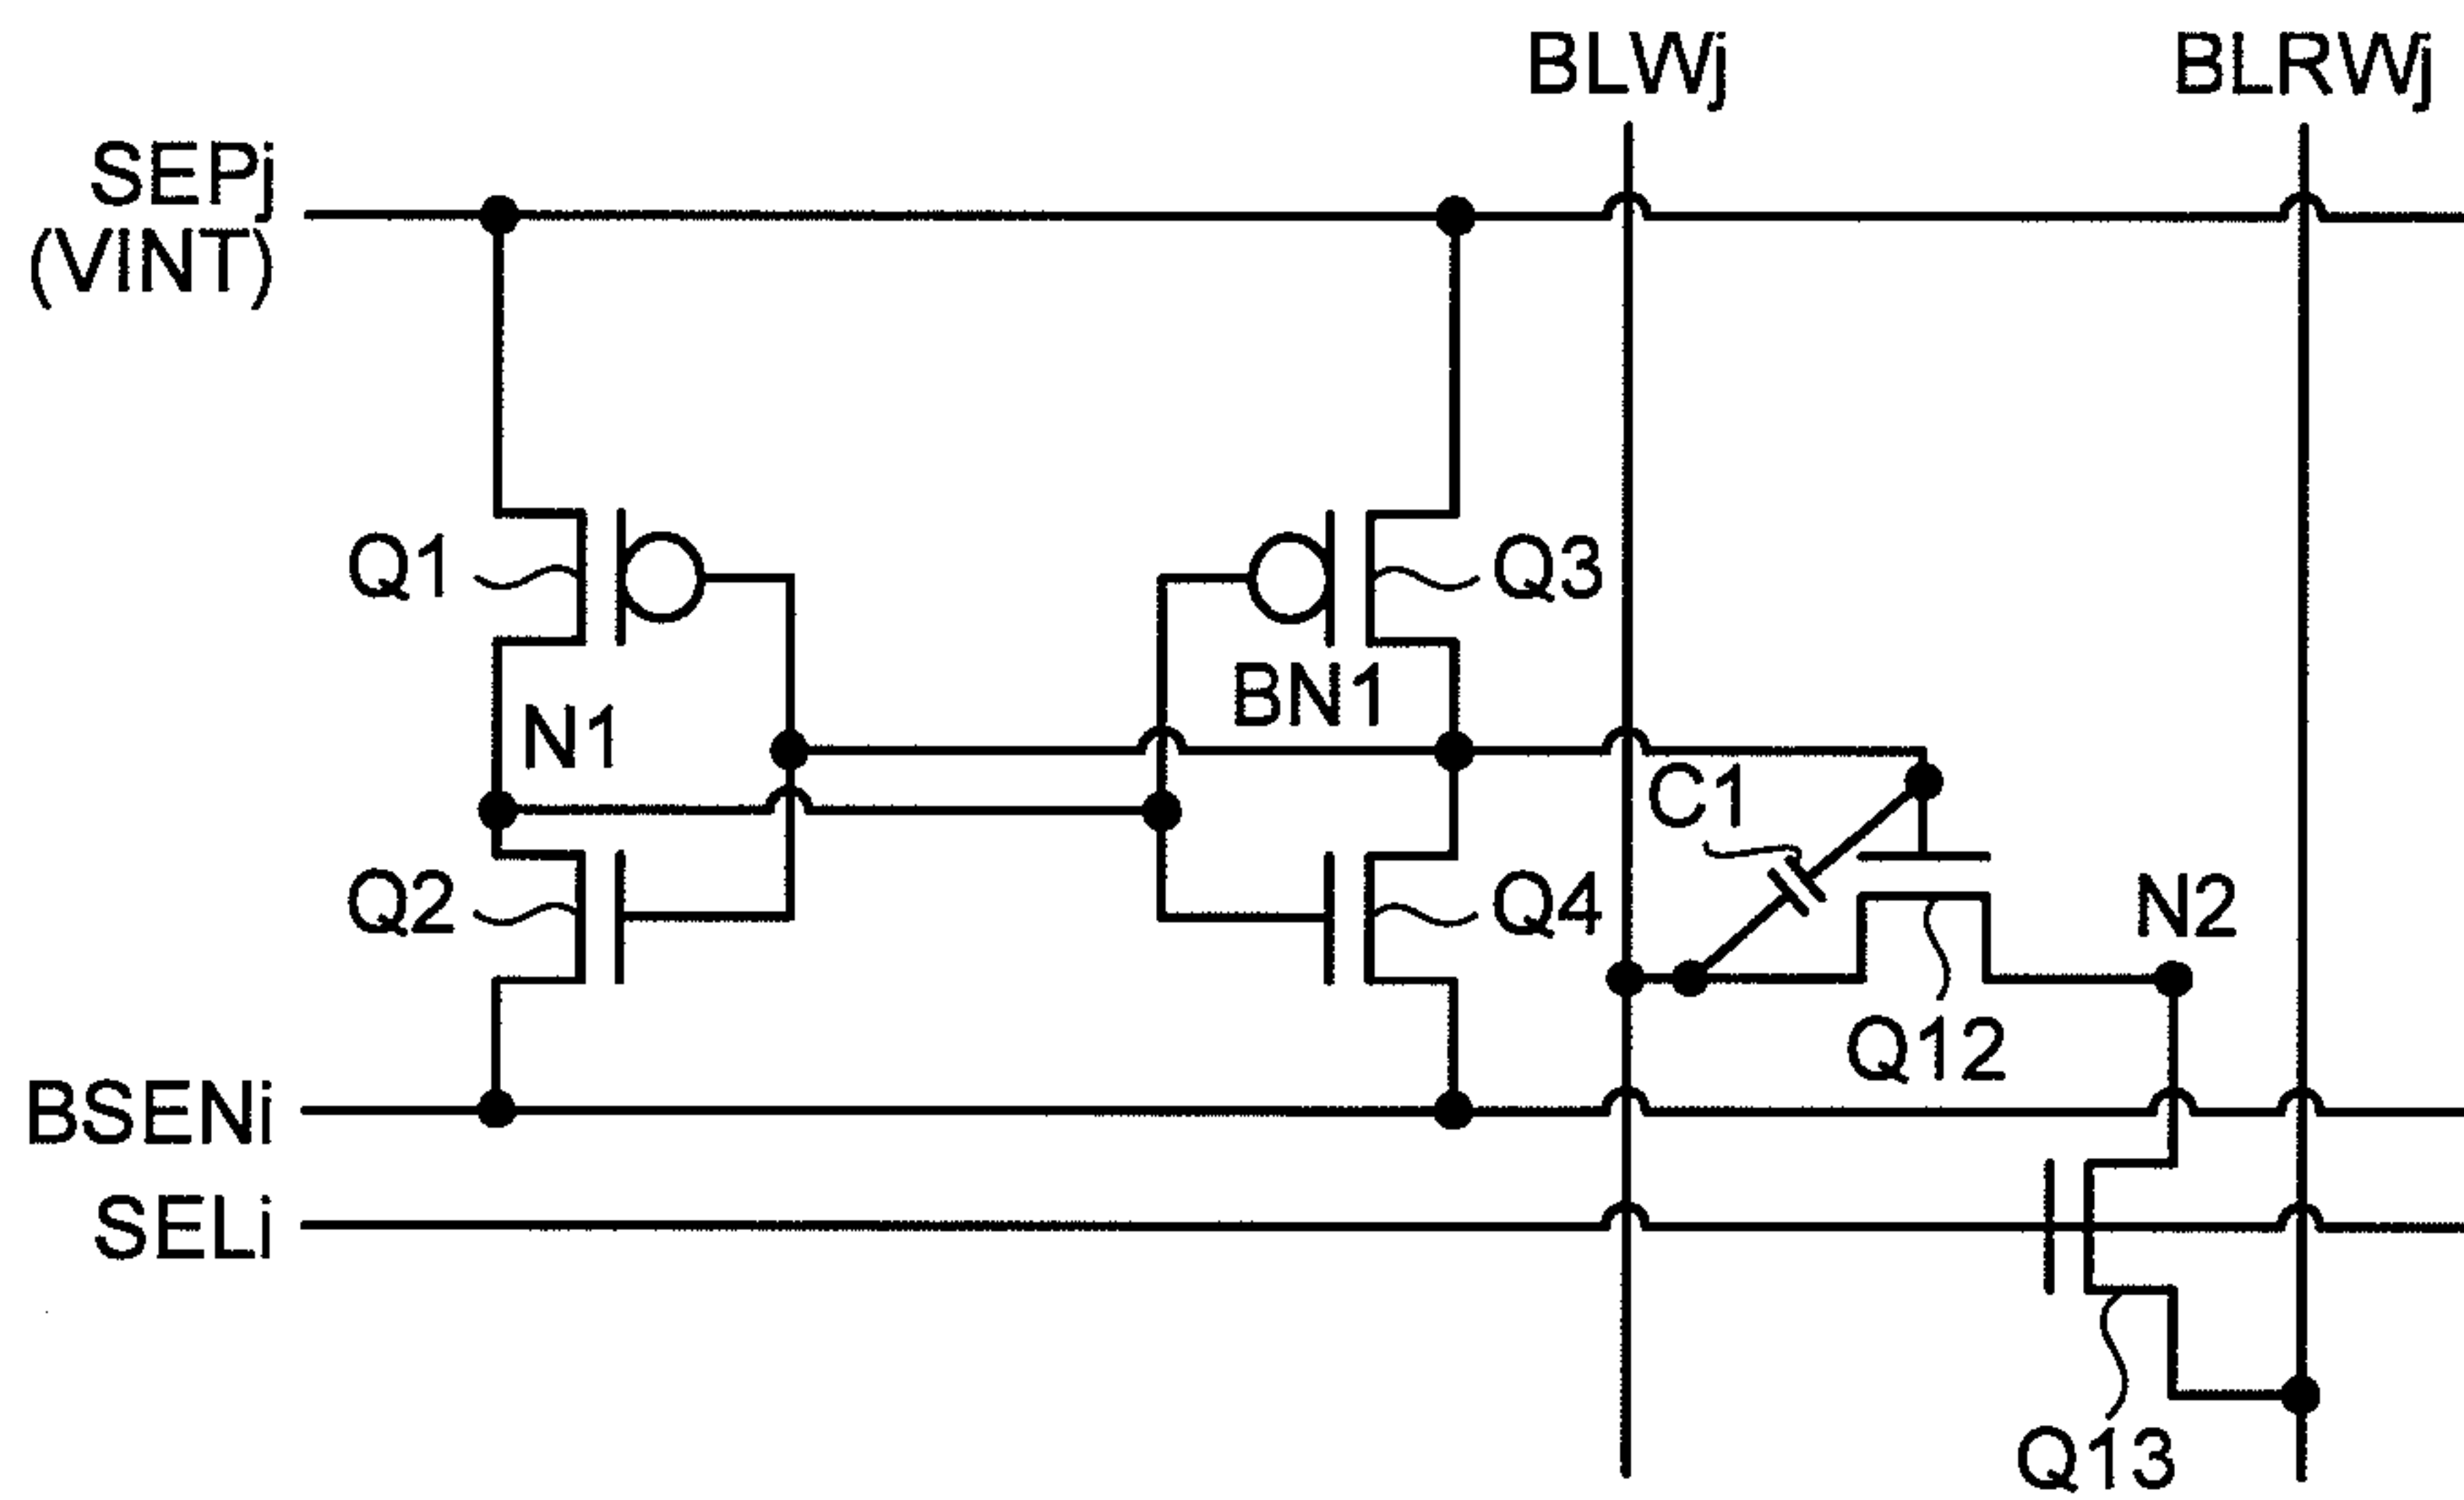 BLWj
BLRWj
SEPj
(VINT)
Q1
Q3
BN1
N1
C1
Q2
Q4
N2
Q12
BSENi
SELi
Q13